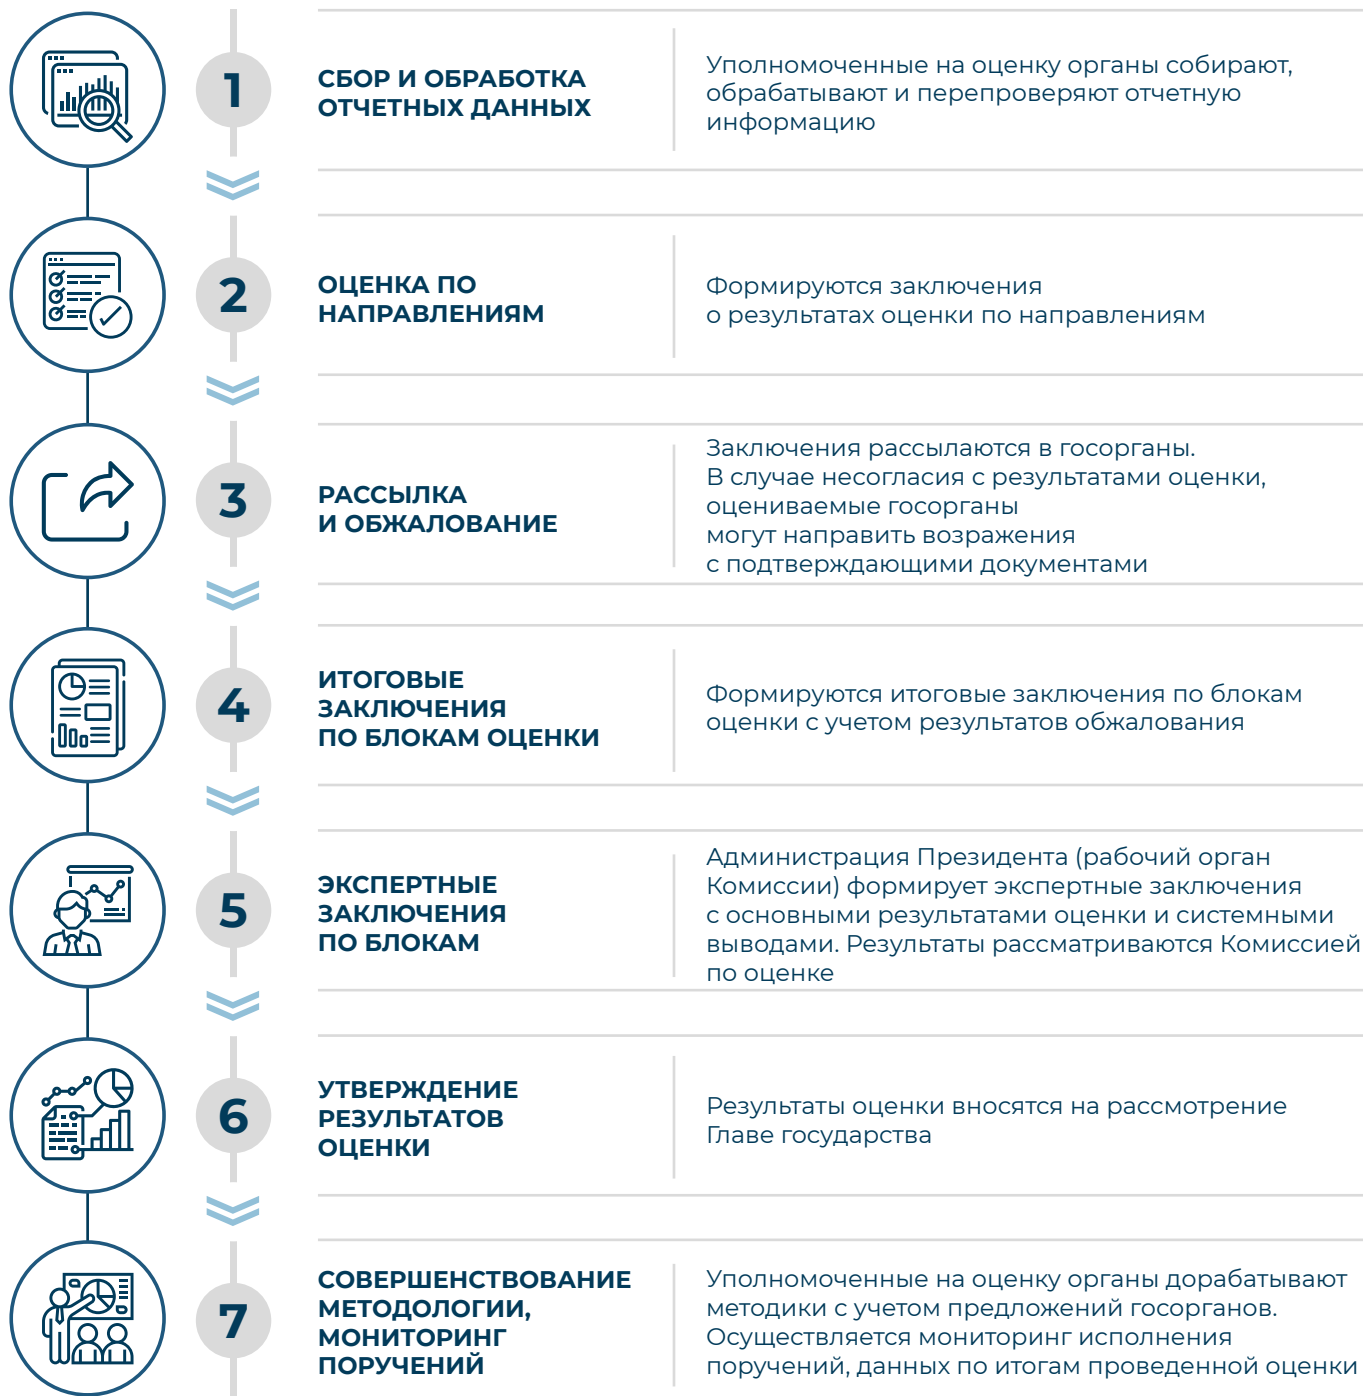 1
СБОР И ОБРАБОТКА
ОТЧЕТНЫХ ДАННЫХ
Уполномоченные на оценку органы собирают,
обрабатывают и перепроверяют отчетную
информацию
2
ОЦЕНКА ПО
НАПРАВЛЕНИЯМ
Формируются заключения
о результатах оценки по направлениям
3
РАССЫЛКА
И ОБЖАЛОВАНИЕ
Заключения рассылаются в госорганы.
В случае несогласия с результатами оценки,
оцениваемые госорганы
могут направить возражения
с подтверждающими документами
4
ИТОГОВЫЕ
ЗАКЛЮЧЕНИЯ
ПО БЛОКАМ ОЦЕНКИ
Формируются итоговые заключения по блокам
оценки с учетом результатов обжалования
5
ЭКСПЕРТНЫЕ
ЗАКЛЮЧЕНИЯ
ПО БЛОКАМ
Администрация Президента (рабочий орган
Комиссии) формирует экспертные заключения
с основными результатами оценки и системными
выводами. Результаты рассматриваются Комиссией
по оценке
6
УТВЕРЖДЕНИЕ
РЕЗУЛЬТАТОВ
ОЦЕНКИ
Результаты оценки вносятся на рассмотрение
Главе государства
7
СОВЕРШЕНСТВОВАНИЕ
МЕТОДОЛОГИИ,
МОНИТОРИНГ
ПОРУЧЕНИЙ
Уполномоченные на оценку органы дорабатывают
методики с учетом предложений госорганов.
Осуществляется мониторинг исполнения
поручений, данных по итогам проведенной оценки